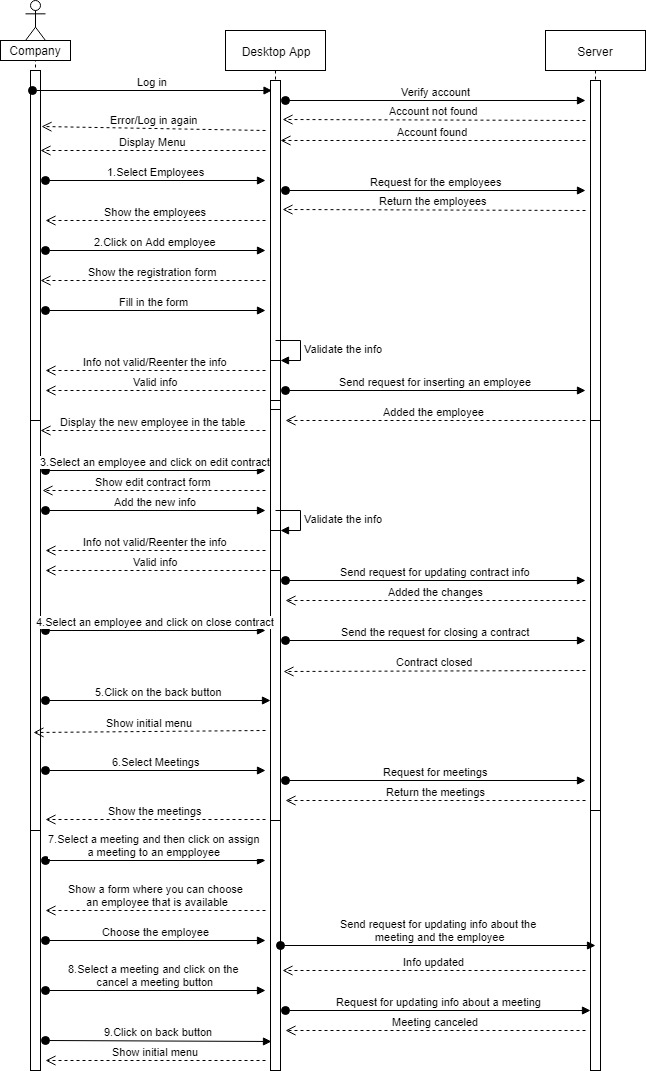 Company
Desktop App
Server
Log in
Verify account
Account not found
Error/Log in again
Account found
Display Menu
1.Select Employees
Request for the employees
Return the employees
Show the employees
2.Click on Add employee
Show the registration form
Fill in the form
Validate the info
Info not valid/Reenter the info
Valid info
Send request for inserting an employee
Added the employee
Display the new employee in the table
3.Select an employee and click on edit contract
Show edit contract form
Add the new info
Validate the info
Info not valid/Reenter the info
Valid info
Send request for updating contract info
Added the changes
4.Select an employee and click on close contract
Send the request for closing a contract
Contract closed
5.Click on the back button
Show initial menu
6.Select Meetings
Request for meetings
Return the meetings
Show the meetings
7.Select a meeting and then click on assign
a meeting to an empployee
Show a form where you can choose
an employee that is available
Choose the employee
Send request for updating info about the
meeting and the employee
Info updated
8.Select a meeting and click on the
cancel a meeting button
Request for updating info about a meeting
Meeting canceled
9.Click on back button
Show initial menu